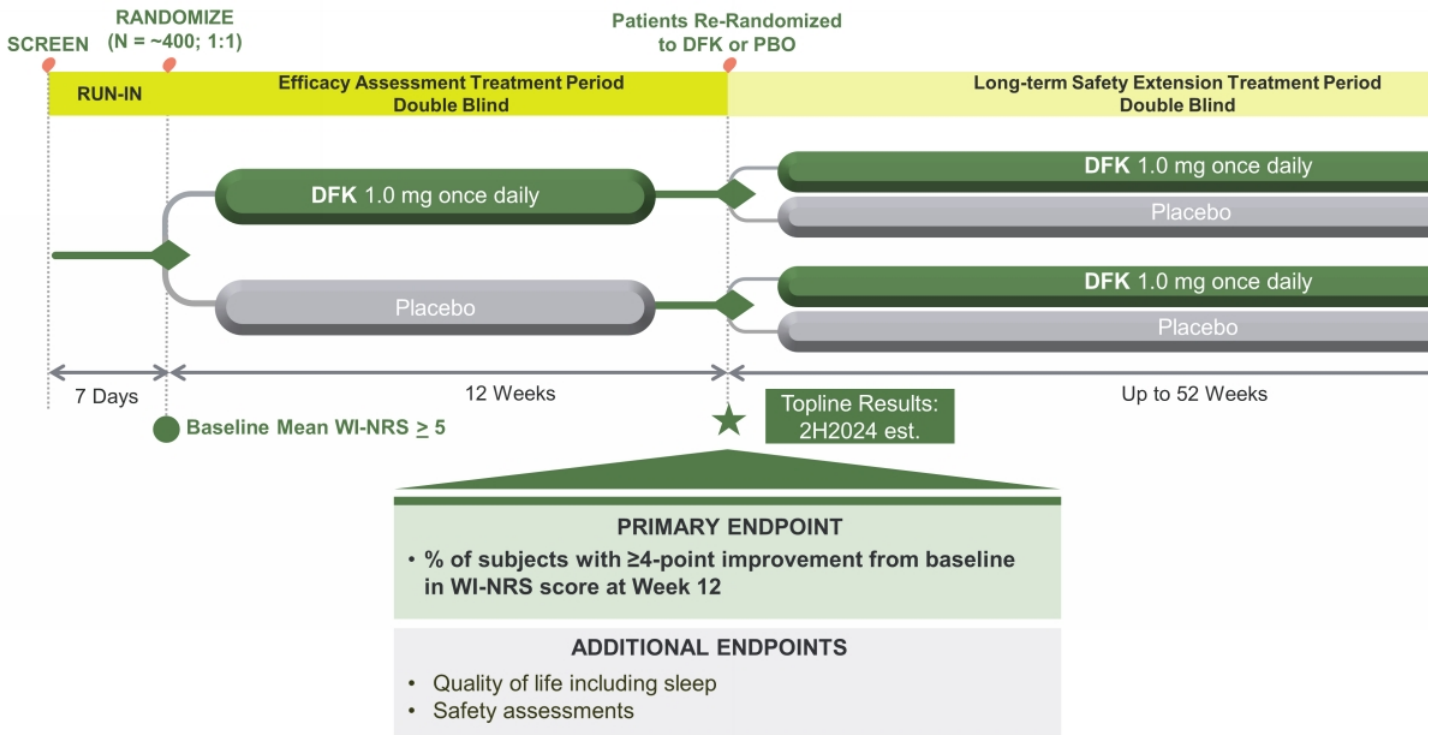 SCREEN
RANDOMIZE
(N = ~400; 1:1)
Patients Re-Randomized
to DFK or PBO
RUN-IN
Efficacy Assessment Treatment Period
Double Blind
Long-term Safety Extension Treatment Period
Double Blind
DFK 1.0 mg once daily
Placebo
DFK 1.0 mg once daily
Placebo
DFK 1.0 mg once daily
Placebo
7 Days
12 Weeks
Up to 52 Weeks
Baseline Mean WI-NRS ≥ 5
Topline Results:
2H2024 est.
PRIMARY ENDPOINT
• % of subjects with ≥4-point improvement from baseline
in WI-NRS score at Week 12
ADDITIONAL ENDPOINTS
• Quality of life including sleep
• Safety assessments